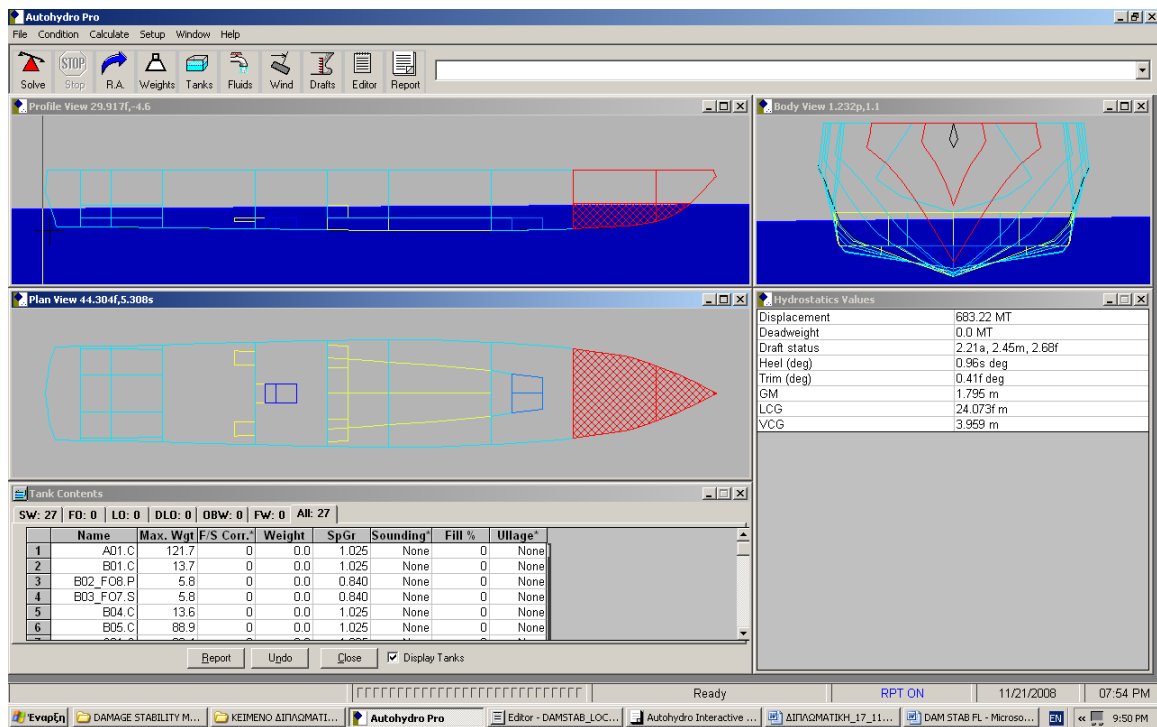 Autohydro Pro
File Condition Calculate Setup Window Help
Solve Stop R.A. Weights Tanks Fluids Wind Drafts Editor Report
Profile View 29.917f,-4.6
Body View 1.232p,1.1
Plan View 44.304f,5.308s
Hydrostatics Values
Displacement 683.22 MT
Deadweight 0.0 MT
Draft status 2.21a, 2.45m, 2.68f
Heel (deg) 0.96s deg
Trim (deg) 0.41f deg
GM 1.795 m
LCG 24.073f m
VCG 3.959 m
Tank Contents
SW: 27 FO: 0 LO: 0 DLO: 0 OBW: 0 FW: 0 All: 27
Name Max. Wgt F/S Corr.* Weight SpGr Sounding* Fill % Ullage*
1 A01.C 121.7 0 0.0 1.025 None 0 None
2 B01.C 13.7 0 0.0 1.025 None 0 None
3 B02_FO8.P 5.8 0 0.0 0.840 None 0 None
4 B03_FO7.S 5.8 0 0.0 0.840 None 0 None
5 B04.C 13.6 0 0.0 1.025 None 0 None
6 B05.C 88.9 0 0.0 1.025 None 0 None
Report Undo Close Display Tanks
Ready RPT ON 11/21/2008 07:54 PM
Έναρξη DAMAGE STABILITY M... ΚΕΙΜΕΝΟ ΔΙΠΛΩΜΑΤΙ... Autohydro Pro Editor - DAMSTAB_LOC... Autohydro Interactive ... ΔΙΠΛΩΜΑΤΙΚΗ_17_11... DAM STAB FL - Microso... EN « 9:50 PM